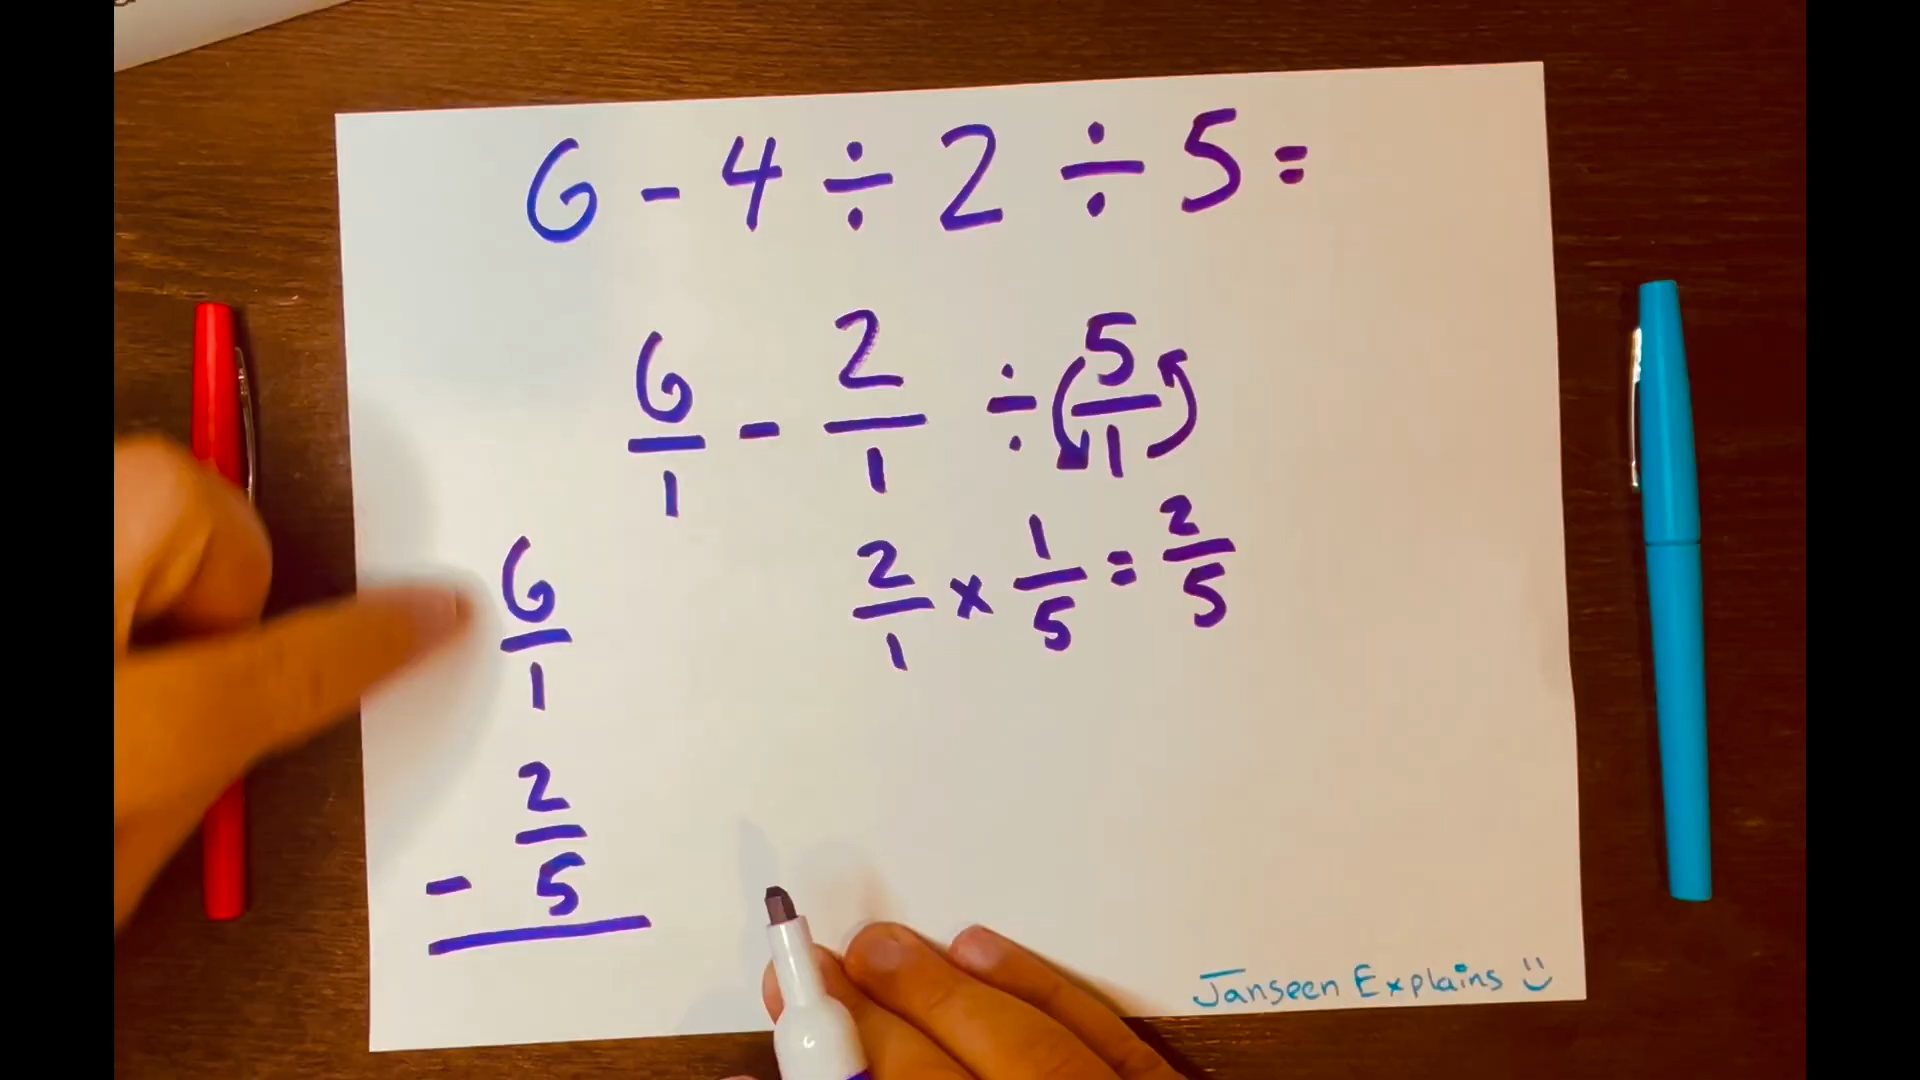 6 - 4 ÷ 2 ÷ 5 =
6/1 - 2/1 ÷ 5/1
2/1 × 1/5 = 2/5
6/1
- 2/5
Janseen Explains